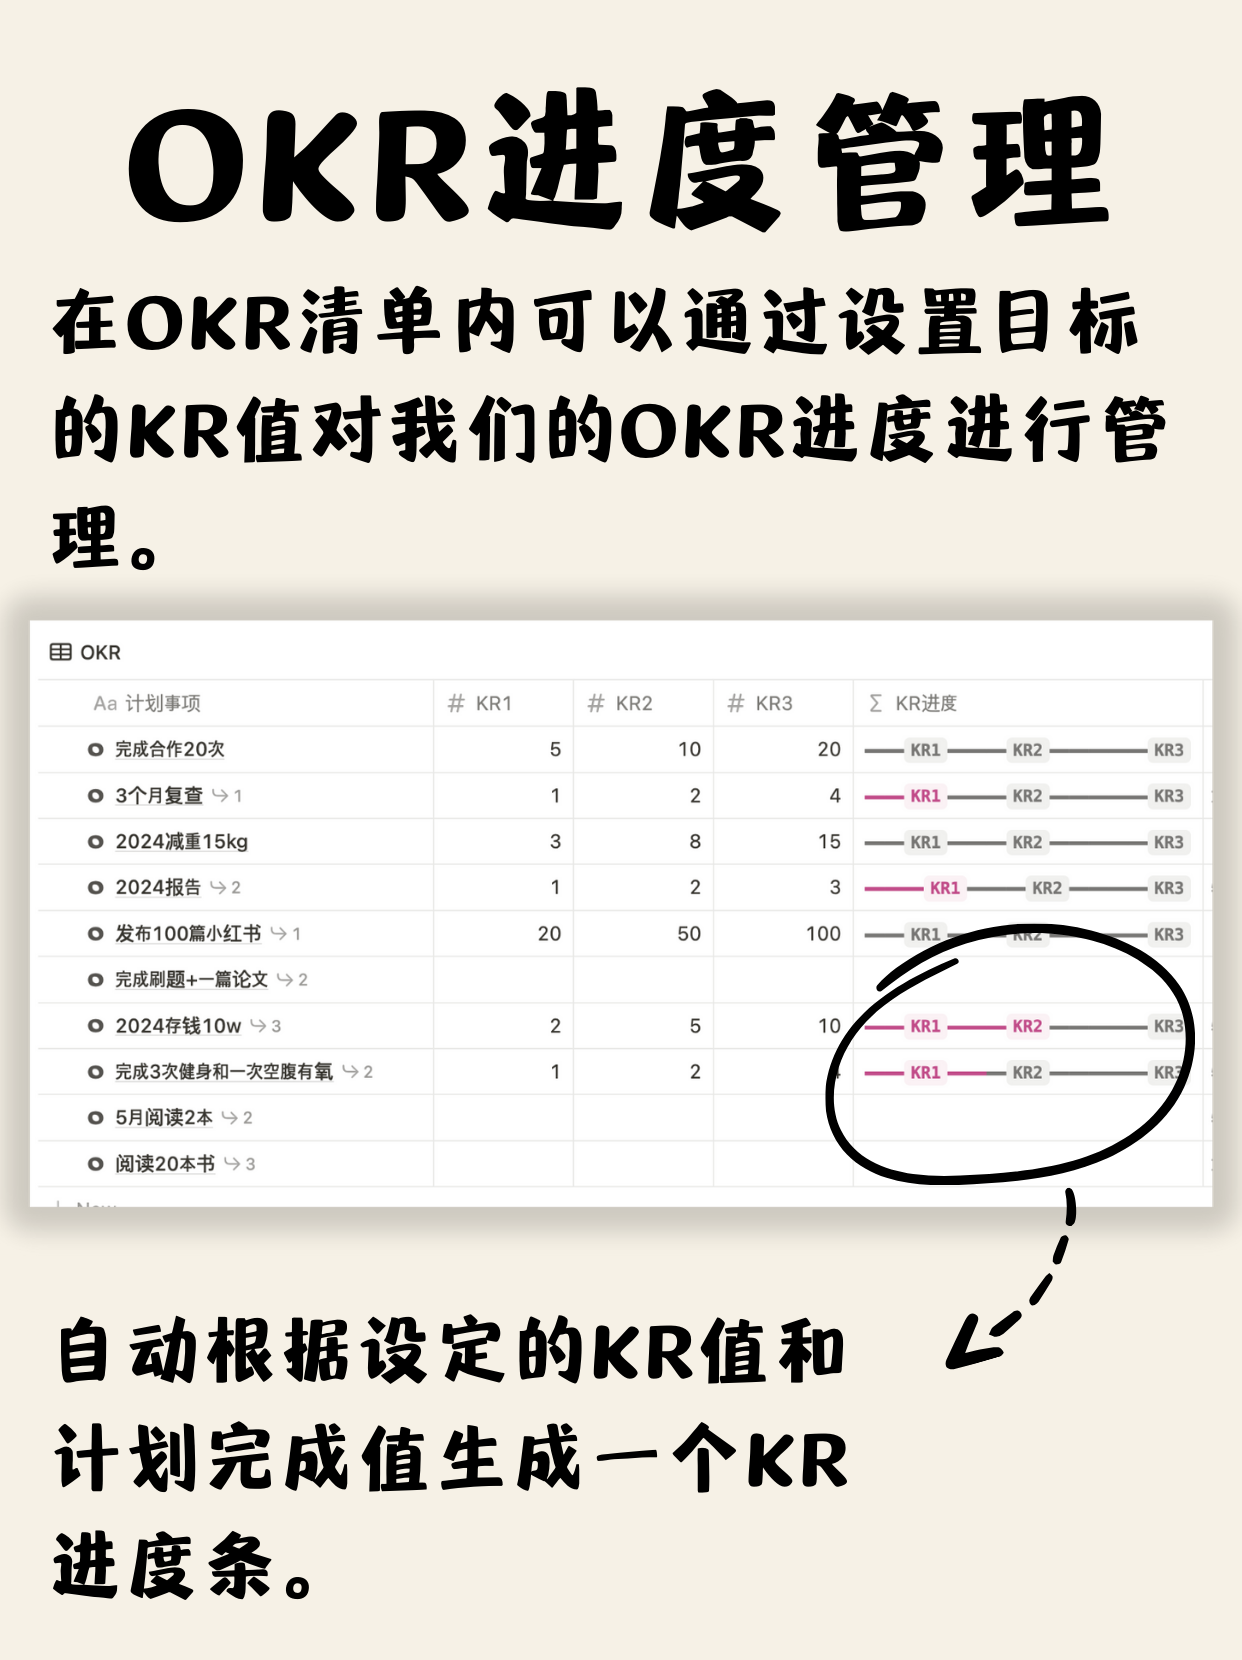 OKR进度管理
在OKR清单内可以通过设置目标
的KR值对我们的OKR进度进行管
理。
OKR
Aa 计划事项 # KR1 # KR2 # KR3 Σ KR进度
完成合作20次 5 10 20 KR1 KR2 KR3
3个月复查 1 1 2 4 KR1 KR2 KR3
2024减重15kg 3 8 15 KR1 KR2 KR3
2024报告 2 1 2 3 KR1 KR2 KR3
发布100篇小红书 1 20 50 100 KR1 KR2 KR3
完成刷题+一篇论文 2
2024存钱10w 3 2 5 10 KR1 KR2 KR3
完成3次健身和一次空腹有氧 2 1 2 KR1 KR2 KR3
5月阅读2本 2
阅读20本书 3
自动根据设定的KR值和
计划完成值生成一个KR
进度条。